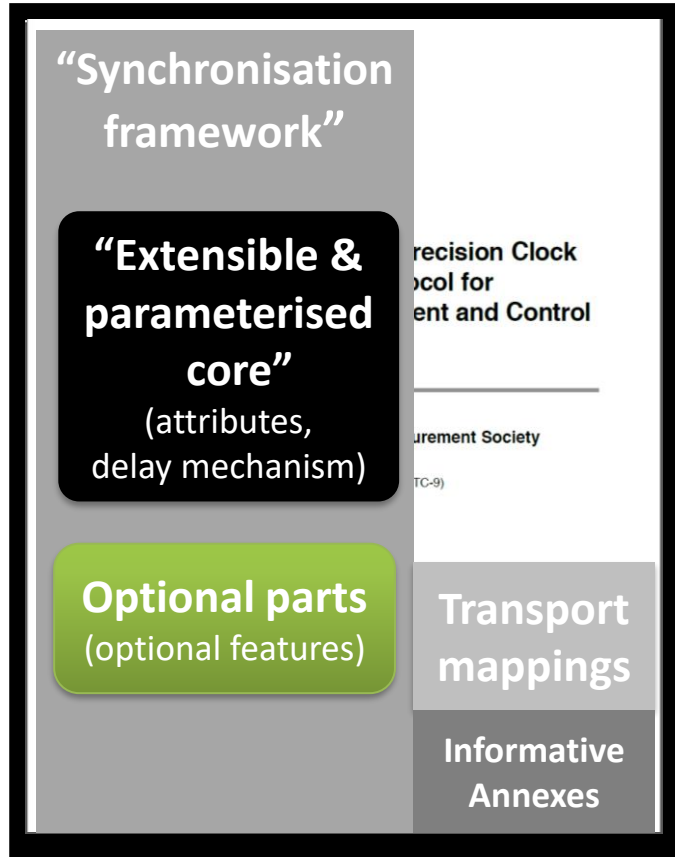 “Synchronisation
framework”
“Extensible &
parameterised
core”
(attributes,
delay mechanism)
recision Clock
ocol for
ent and Control
urement Society
TC-9)
Optional parts
(optional features)
Transport
mappings
Informative
Annexes